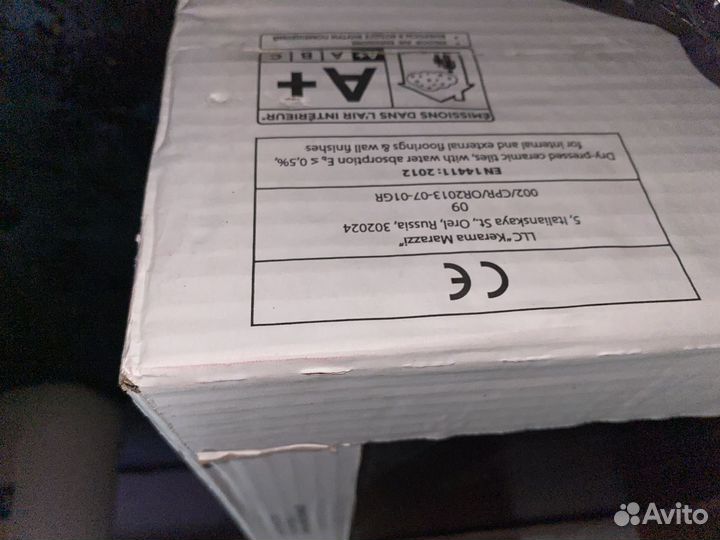 CE
LLC"Kerama Marazzi"
5, Italianskaya St., Orel, Russia, 302024
09
002/CPR/OR2013-07-01GR
EN14411:2012
Dry-pressed ceramic tiles, with water absorption Eb ≤ 0,5%,
for internal and external floorings & wall finishes
ÉMISSIONS DANS L'AIR INTÉRIEUR*
A+
A+ A B C
Avito